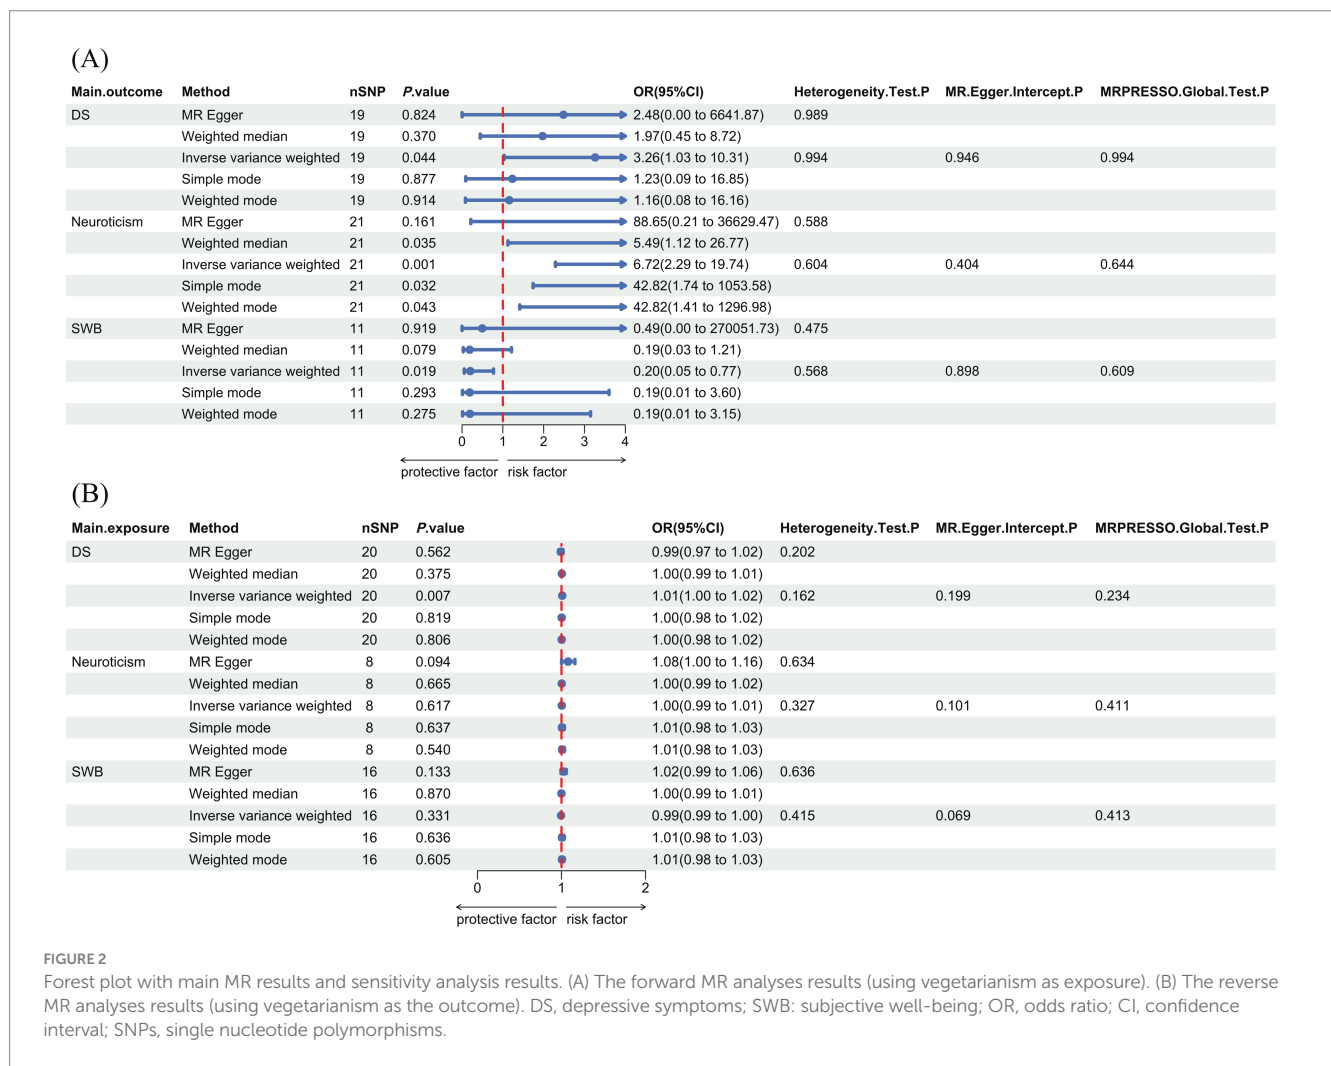 (A)
Main.outcome Method nSNP P.value OR(95%CI) Heterogeneity.Test.P MR.Egger.Intercept.P MRPRESSO.Global.Test.P
DS MR Egger 19 0.824 2.48(0.00 to 6641.87) 0.989
Weighted median 19 0.370 1.97(0.45 to 8.72)
Inverse variance weighted 19 0.044 3.26(1.03 to 10.31) 0.994 0.946 0.994
Simple mode 19 0.877 1.23(0.09 to 16.85)
Weighted mode 19 0.914 1.16(0.08 to 16.16)
Neuroticism MR Egger 21 0.161 88.65(0.21 to 36629.47) 0.588
Weighted median 21 0.035 5.49(1.12 to 26.77)
Inverse variance weighted 21 0.001 6.72(2.29 to 19.74) 0.604 0.404 0.644
Simple mode 21 0.032 42.82(1.74 to 1053.58)
Weighted mode 21 0.043 42.82(1.41 to 1296.98)
SWB MR Egger 11 0.919 0.49(0.00 to 270051.73) 0.475
Weighted median 11 0.079 0.19(0.03 to 1.21)
Inverse variance weighted 11 0.019 0.20(0.05 to 0.77) 0.568 0.898 0.609
Simple mode 11 0.293 0.19(0.01 to 3.60)
Weighted mode 11 0.275 0.19(0.01 to 3.15)
0 1 2 3 4
protective factor risk factor
(B)
Main.exposure Method nSNP P.value OR(95%CI) Heterogeneity.Test.P MR.Egger.Intercept.P MRPRESSO.Global.Test.P
DS MR Egger 20 0.562 0.99(0.97 to 1.02) 0.202
Weighted median 20 0.375 1.00(0.99 to 1.01)
Inverse variance weighted 20 0.007 1.01(1.00 to 1.02) 0.162 0.199 0.234
Simple mode 20 0.819 1.00(0.98 to 1.02)
Weighted mode 20 0.806 1.00(0.98 to 1.02)
Neuroticism MR Egger 8 0.094 1.08(1.00 to 1.16) 0.634
Weighted median 8 0.665 1.00(0.99 to 1.02)
Inverse variance weighted 8 0.617 1.00(0.99 to 1.01) 0.327 0.101 0.411
Simple mode 8 0.637 1.01(0.98 to 1.03)
Weighted mode 8 0.540 1.01(0.98 to 1.03)
SWB MR Egger 16 0.133 1.02(0.99 to 1.06) 0.636
Weighted median 16 0.870 1.00(0.99 to 1.01)
Inverse variance weighted 16 0.331 0.99(0.99 to 1.00) 0.415 0.069 0.413
Simple mode 16 0.636 1.01(0.98 to 1.03)
Weighted mode 16 0.605 1.01(0.98 to 1.03)
0 1 2
protective factor risk factor
FIGURE 2
Forest plot with main MR results and sensitivity analysis results. (A) The forward MR analyses results (using vegetarianism as exposure). (B) The reverse
MR analyses results (using vegetarianism as the outcome). DS, depressive symptoms; SWB: subjective well-being; OR, odds ratio; CI, confidence
interval; SNPs, single nucleotide polymorphisms.